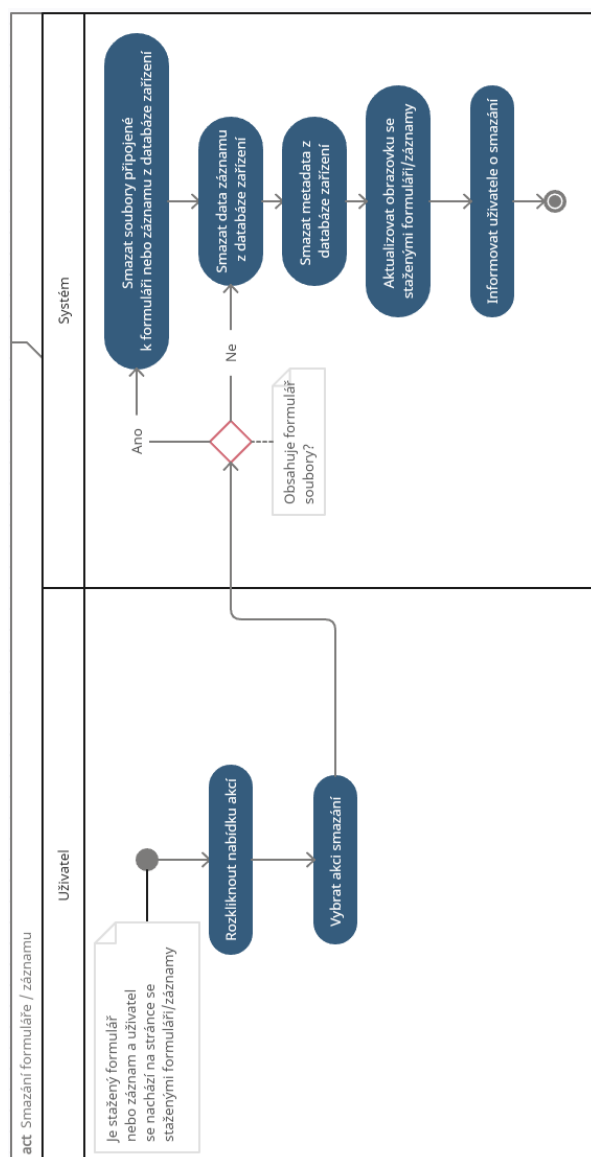 act Smazání formuláře / záznamu
Uživatel
Systém
Je stažený formulář
nebo záznam a uživatel
se nachází na stránce se
staženými formuláři/záznamy
Rozkliknout nabídku akcí
Vybrat akci smazání
Obsahuje formulář
soubory?
Ano
Ne
Smazat soubory připojené
k formuláři nebo záznamu z databáze zařízení
Smazat data záznamu
z databáze zařízení
Smazat metadata z
databáze zařízení
Aktualizovat obrazovku se
staženými formuláři/záznamy
Informovat uživatele o smazání